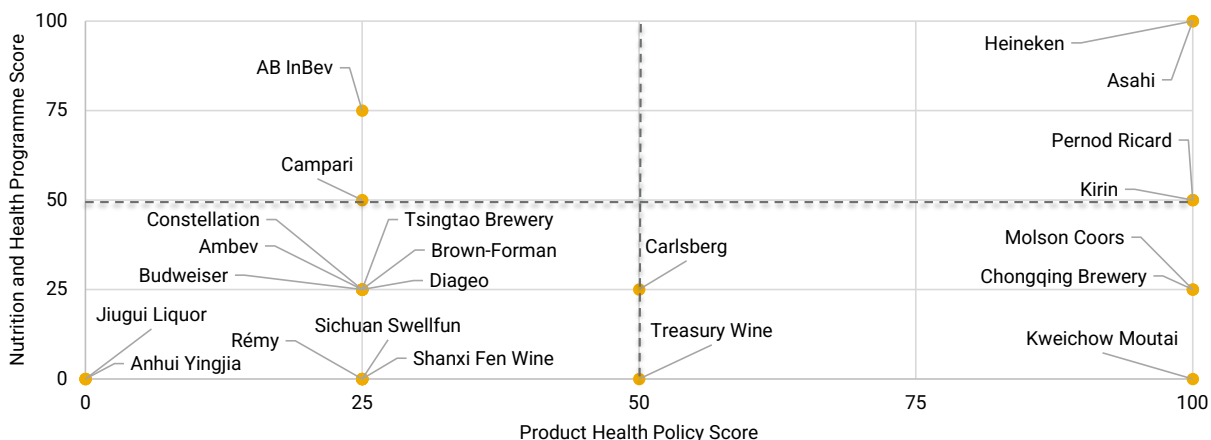 Nutrition and Health Programme Score
100
75
50
25
0
Heineken
Asahi
AB InBev
Campari
Pernod Ricard
Kirin
Constellation
Tsingtao Brewery
Ambev
Brown-Forman
Budweiser
Diageo
Carlsberg
Molson Coors
Chongqing Brewery
Jiugui Liquor
Anhui Yingjia
Rémy
Sichuan Swellfun
Shanxi Fen Wine
Treasury Wine
Kweichow Moutai
0
25
50
75
100
Product Health Policy Score